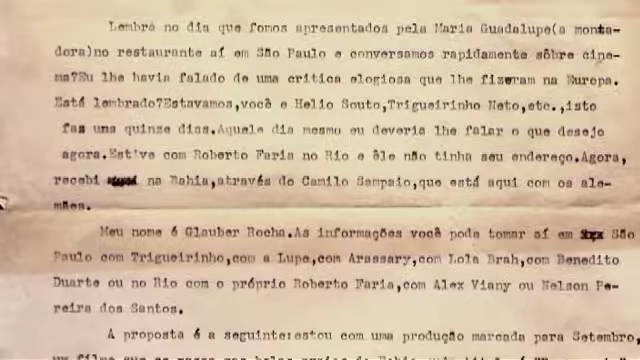 Lembra no dia que fomos apresentados pela Maria Guadalupe(a monta-
dora)no restaurante aí em São Paulo e conversamos rapidamente sôbre cine-
ma?Eu lhe havia falado de uma critica elogiosa que lhe fizeram na Europa.
Está lembrado?Estavamos,você e Helio Souto,Trigueirinho Neto,etc.,isto
faz uns quinze dias.Aquele dia mesmo eu deveria lhe falar o que desejo
agora.Estive com Roberto Faria no Rio e êle não tinha seu endereço.Agora,
recebi na Bahia,através do Camilo Sampaio,que está aqui com os ale-
mães.
Meu nome é Glauber Rocha.As informações você pode tomar aí em São
Paulo com Trigueirinho,com a Lupe,com Arassary,com Lola Brah,com Benedito
Duarte ou no Rio com o próprio Roberto Faria,com Alex Viany ou Nelson Pe-
reira dos Santos.
A proposta é a seguinte:estou com uma produção marcada para Setembro,
um filme que